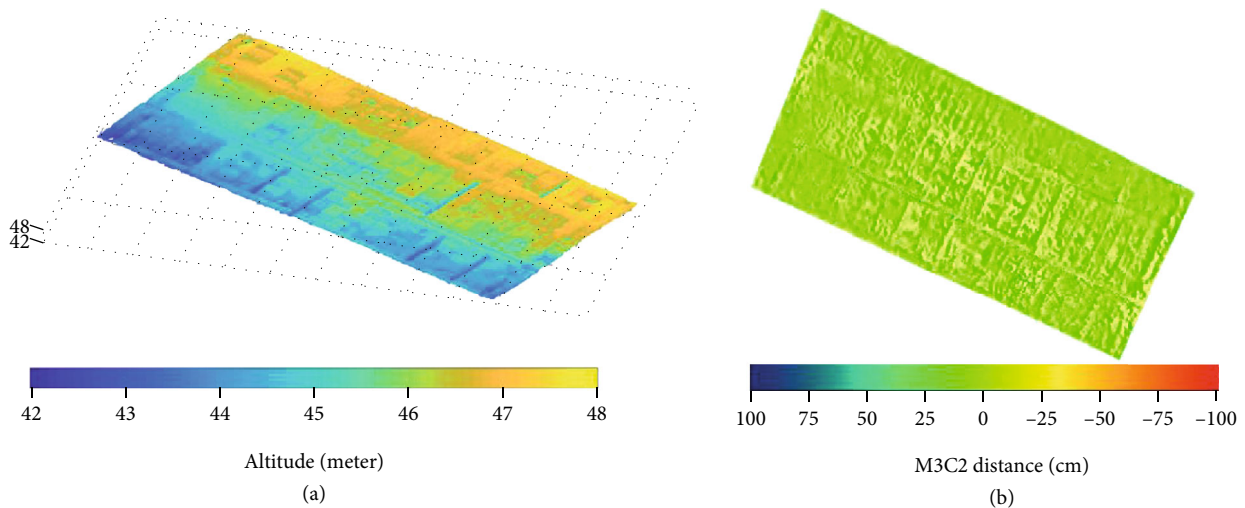 48
42
42 43 44 45 46 47 48
Altitude (meter)
(a)
100 75 50 25 0 –25 –50 –75 –100
M3C2 distance (cm)
(b)